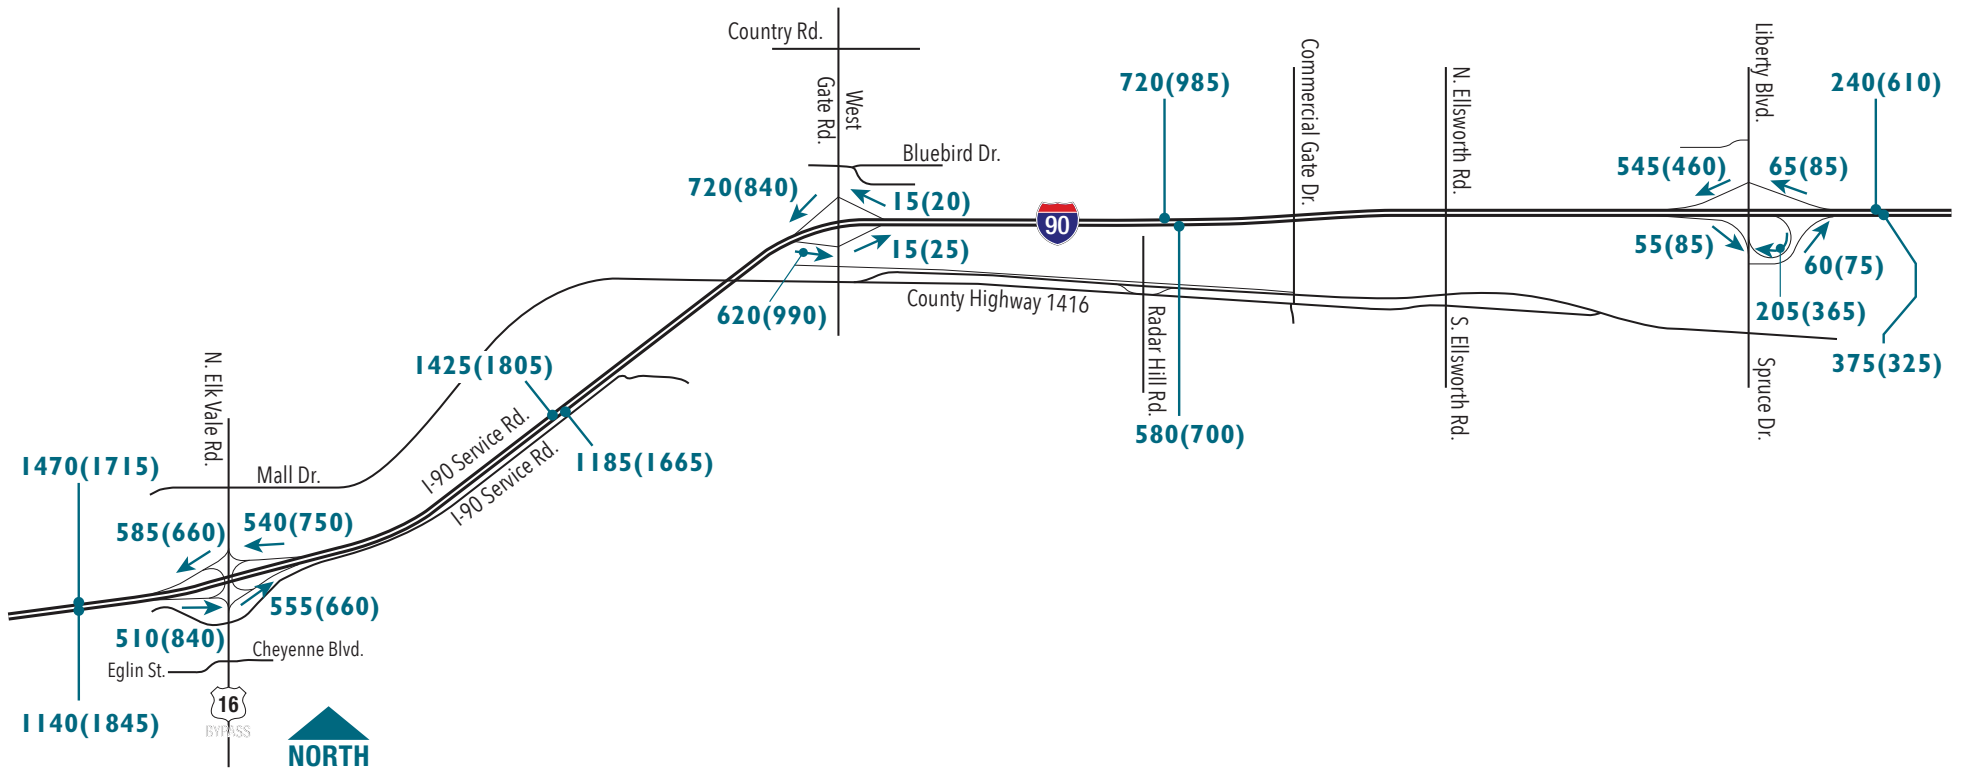 Country Rd.
West
Gate Rd.
Bluebird Dr.
720(840)
15(20)
15(25)
620(990)
720(985)
90
580(700)
Commercial Gate Dr.
N. Ellsworth Rd.
Liberty Blvd.
240(610)
545(460)
65(85)
55(85)
60(75)
205(365)
375(325)
County Highway 1416
Radar Hill Rd.
S. Ellsworth Rd.
Spruce Dr.
1425(1805)
1185(1665)
I-90 Service Rd.
I-90 Service Rd.
N. Elk Vale Rd.
Mall Dr.
1470(1715)
585(660)
540(750)
555(660)
510(840)
Cheyenne Blvd.
Eglin St.
1140(1845)
16
BYPASS
NORTH